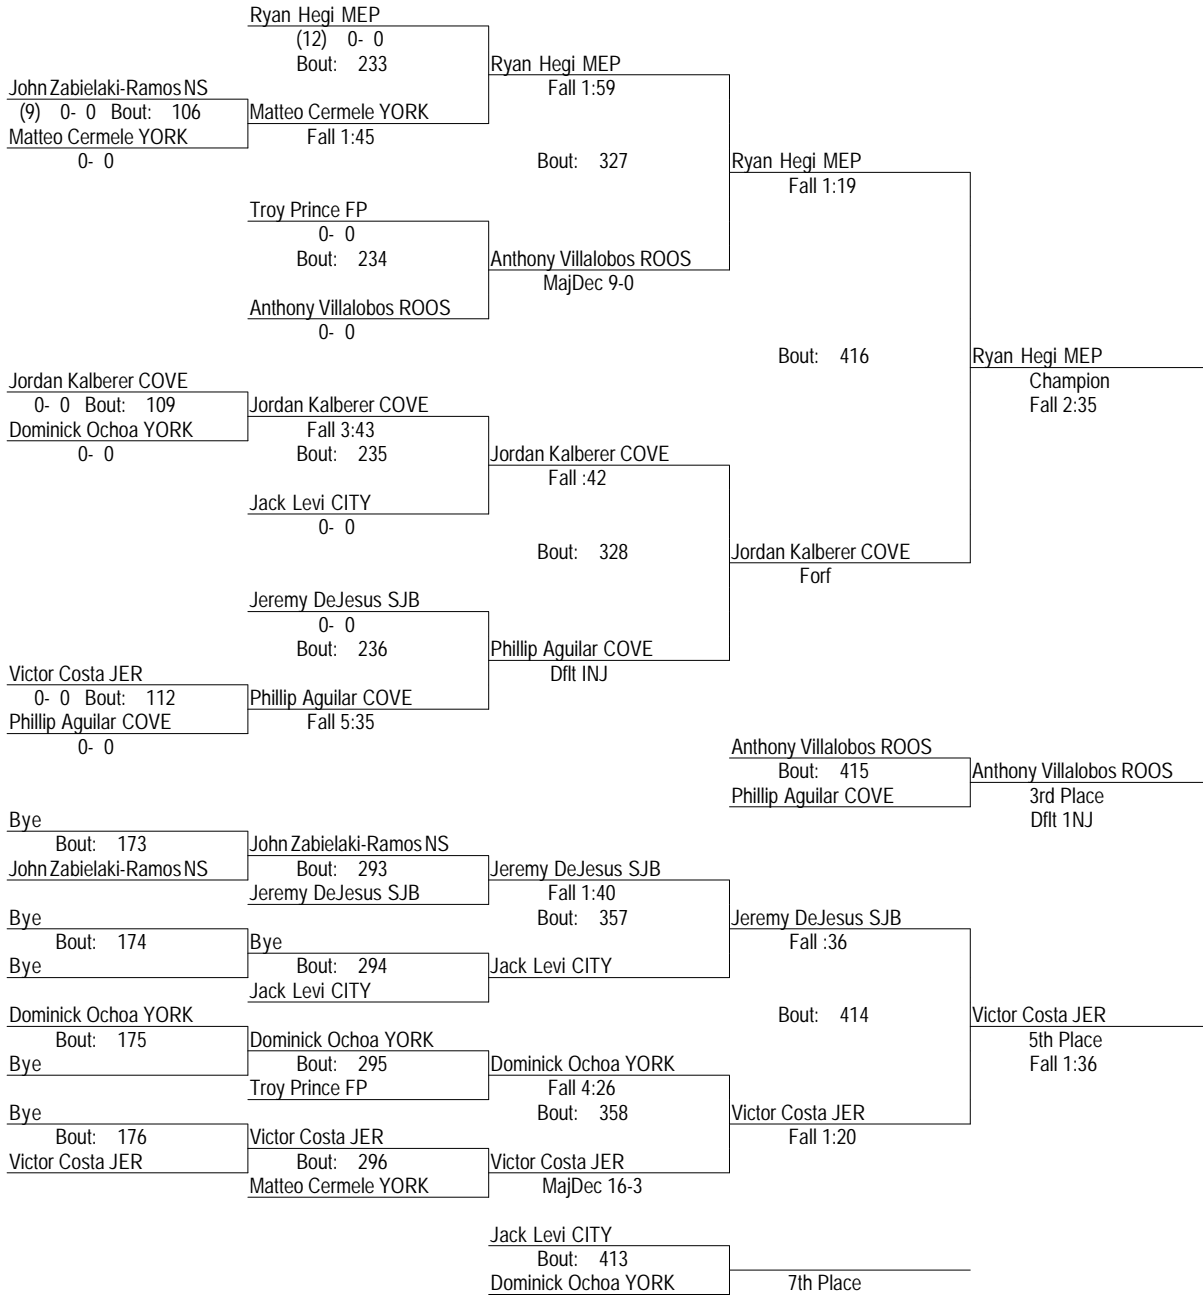 Ryan Hegi MEP
(12) 0- 0
Bout: 233
Ryan Hegi MEP
Fall 1:59
John Zabielaki-Ramos NS
(9) 0- 0 Bout: 106
Matteo Cermele YORK
Matteo Cermele YORK
Fall 1:45
0- 0
Bout: 327
Ryan Hegi MEP
Fall 1:19
Troy Prince FP
0- 0
Bout: 234
Anthony Villalobos ROOS
MajDec 9-0
Anthony Villalobos ROOS
0- 0
Bout: 416
Ryan Hegi MEP
Champion
Fall 2:35
Jordan Kalberer COVE
0- 0 Bout: 109
Jordan Kalberer COVE
Dominick Ochoa YORK
Fall 3:43
0- 0
Bout: 235
Jordan Kalberer COVE
Fall :42
Jack Levi CITY
0- 0
Bout: 328
Jordan Kalberer COVE
Forf
Jeremy DeJesus SJB
0- 0
Bout: 236
Phillip Aguilar COVE
Dflt INJ
Victor Costa JER
0- 0 Bout: 112
Phillip Aguilar COVE
Phillip Aguilar COVE
Fall 5:35
0- 0
Anthony Villalobos ROOS
Bout: 415
Anthony Villalobos ROOS
Phillip Aguilar COVE
3rd Place
Dflt 1NJ
Bye
Bout: 173
John Zabielaki-Ramos NS
John Zabielaki-Ramos NS
Bout: 293
Jeremy DeJesus SJB
Jeremy DeJesus SJB
Fall 1:40
Bye
Bout: 357
Jeremy DeJesus SJB
Fall :36
Bout: 174
Bye
Bye
Bout: 294
Jack Levi CITY
Jack Levi CITY
Dominick Ochoa YORK
Bout: 414
Victor Costa JER
5th Place
Fall 1:36
Bout: 175
Dominick Ochoa YORK
Bye
Bout: 295
Dominick Ochoa YORK
Troy Prince FP
Fall 4:26
Bye
Bout: 358
Victor Costa JER
Fall 1:20
Bout: 176
Victor Costa JER
Victor Costa JER
Bout: 296
Victor Costa JER
Matteo Cermele YORK
MajDec 16-3
Jack Levi CITY
Bout: 413
Dominick Ochoa YORK
7th Place